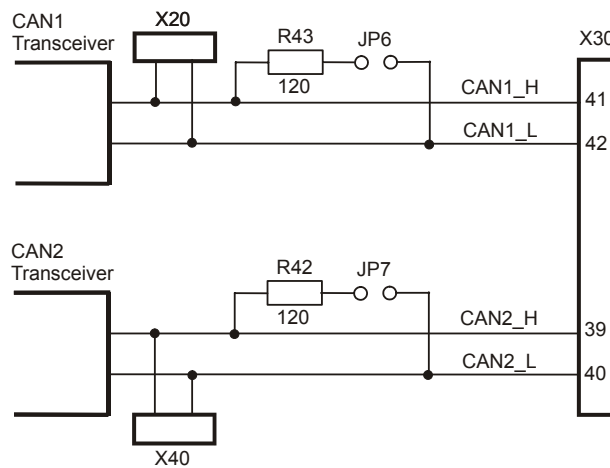 CAN1
Transceiver
X20
R43
JP6
X30
120
CAN1_H
41
CAN1_L
42
CAN2
Transceiver
R42
JP7
120
CAN2_H
39
CAN2_L
40
X40